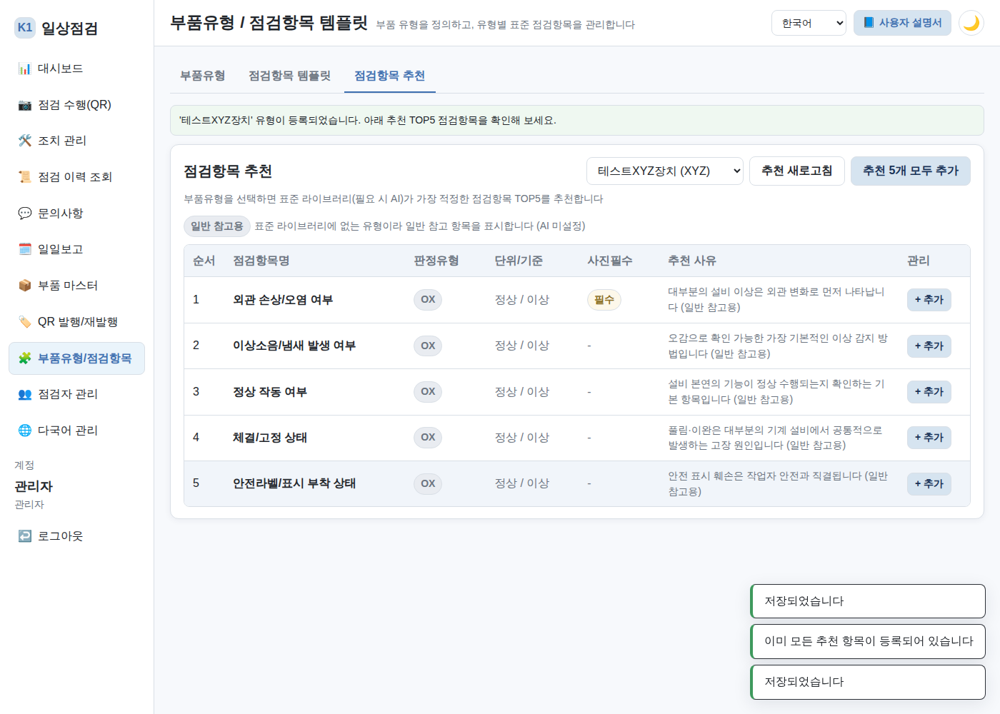 K1 일상점검
📊 대시보드
📷 점검 수행(QR)
🛠️ 조치 관리
📜 점검 이력 조회
💬 문의사항
🗓️ 일일보고
📦 부품 마스터
🏷️ QR 발행/재발행
🧩 부품유형/점검항목
👥 점검자 관리
🌐 다국어 관리
계정
관리자
관리자
↩️ 로그아웃
부품유형 / 점검항목 템플릿 부품 유형을 정의하고, 유형별 표준 점검항목을 관리합니다
한국어 📘 사용자 설명서 🌙
부품유형 점검항목 템플릿 점검항목 추천
'테스트XYZ장치' 유형이 등록되었습니다. 아래 추천 TOP5 점검항목을 확인해 보세요.
점검항목 추천 테스트XYZ장치 (XYZ) 추천 새로고침 추천 5개 모두 추가
부품유형을 선택하면 표준 라이브러리(필요 시 AI)가 가장 적정한 점검항목 TOP5를 추천합니다
일반 참고용 표준 라이브러리에 없는 유형이라 일반 참고 항목을 표시합니다 (AI 미설정)
순서 점검항목명 판정유형 단위/기준 사진필수 추천 사유 관리
1 외관 손상/오염 여부 OX 정상 / 이상 필수 대부분의 설비 이상은 외관 변화로 먼저 나타납니
다 (일반 참고용) + 추가
2 이상소음/냄새 발생 여부 OX 정상 / 이상 - 오감으로 확인 가능한 가장 기본적인 이상 감지 방
법입니다 (일반 참고용) + 추가
3 정상 작동 여부 OX 정상 / 이상 - 설비 본연의 기능이 정상 수행되는지 확인하는 기
본 항목입니다 (일반 참고용) + 추가
4 체결/고정 상태 OX 정상 / 이상 - 풀림·이완은 대부분의 기계 설비에서 공통적으로
발생하는 고장 원인입니다 (일반 참고용) + 추가
5 안전라벨/표시 부착 상태 OX 정상 / 이상 - 안전 표시 훼손은 작업자 안전과 직결됩니다 (일반
참고용) + 추가
저장되었습니다
이미 모든 추천 항목이 등록되어 있습니다
저장되었습니다